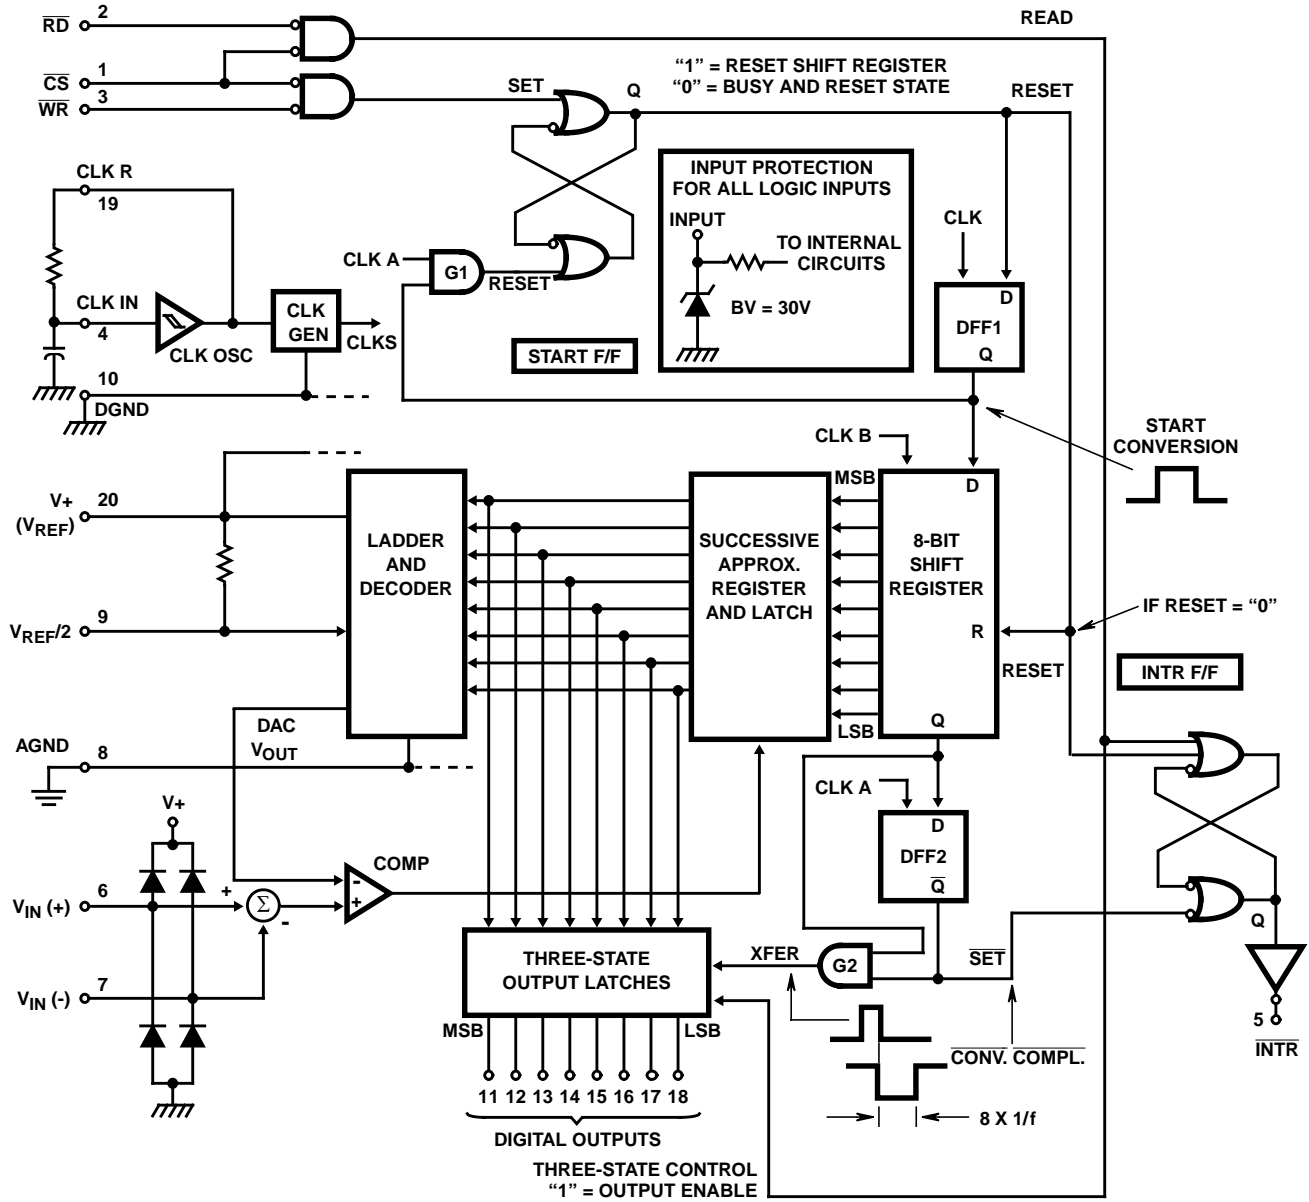 2
RD
READ
1
CS
3
WR
"1" = RESET SHIFT REGISTER
"0" = BUSY AND RESET STATE
SET
Q
RESET
CLK R
19
INPUT PROTECTION
FOR ALL LOGIC INPUTS
INPUT
TO INTERNAL
CIRCUITS
BV = 30V
CLK
CLK A
G1
RESET
D
DFF1
Q
CLK IN
4
CLK OSC
CLK
GEN
CLKS
START F/F
10
DGND
START
CONVERSION
CLK B
MSB
D
V+
(VREF)
20
LADDER
AND
DECODER
SUCCESSIVE
APPROX.
REGISTER
AND LATCH
8-BIT
SHIFT
REGISTER
9
VREF/2
IF RESET = "0"
R
RESET
INTR F/F
DAC
VOUT
LSB
Q
AGND
8
V+
CLK A
D
DFF2
Q
COMP
6
VIN (+)
+
Σ
-
-
+
Q
7
VIN (-)
THREE-STATE
OUTPUT LATCHES
XFER
G2
SET
MSB
LSB
5
INTR
CONV. COMPL.
11 12 13 14 15 16 17 18
8 X 1/f
DIGITAL OUTPUTS
THREE-STATE CONTROL
"1" = OUTPUT ENABLE